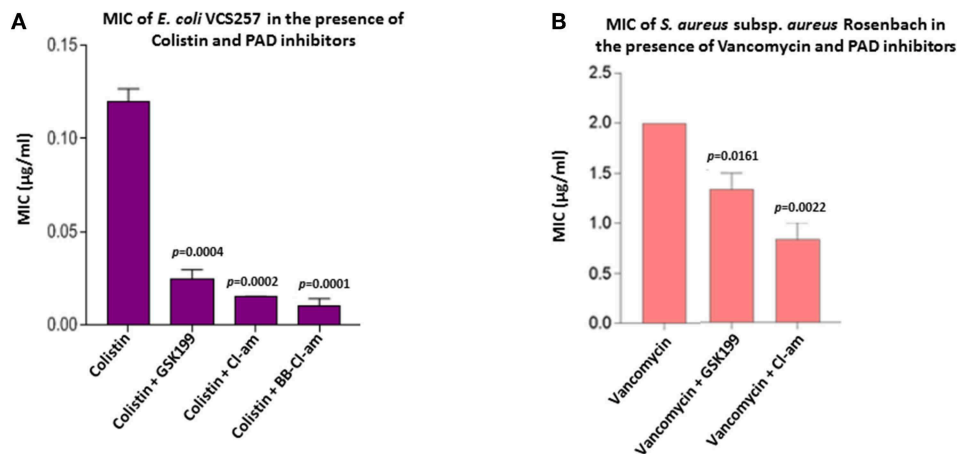 A
MIC of E. coli VCS257 in the presence of
Colistin and PAD inhibitors
MIC (µg/ml)
0.15
0.10
0.05
0.00
p=0.0004
p=0.0002
p=0.0001
Colistin
Colistin + GSK199
Colistin + Cl-am
Colistin + BB-Cl-am
B
MIC of S. aureus subsp. aureus Rosenbach in
the presence of Vancomycin and PAD inhibitors
MIC (µg/ml)
2.5
2.0
1.5
1.0
0.5
0.0
p=0.0161
p=0.0022
Vancomycin
Vancomycin + GSK199
Vancomycin + Cl-am